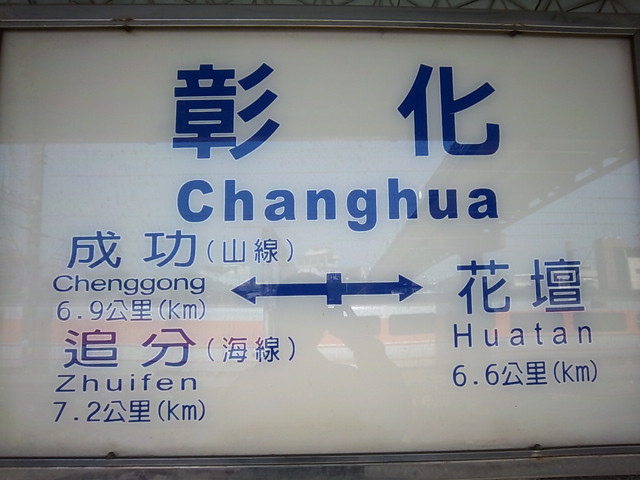 彰化
Changhua
成功(山線)
Chenggong
6.9公里(km)
追分(海線)
Zhuifen
7.2公里(km)
花壇
Huatan
6.6公里(km)